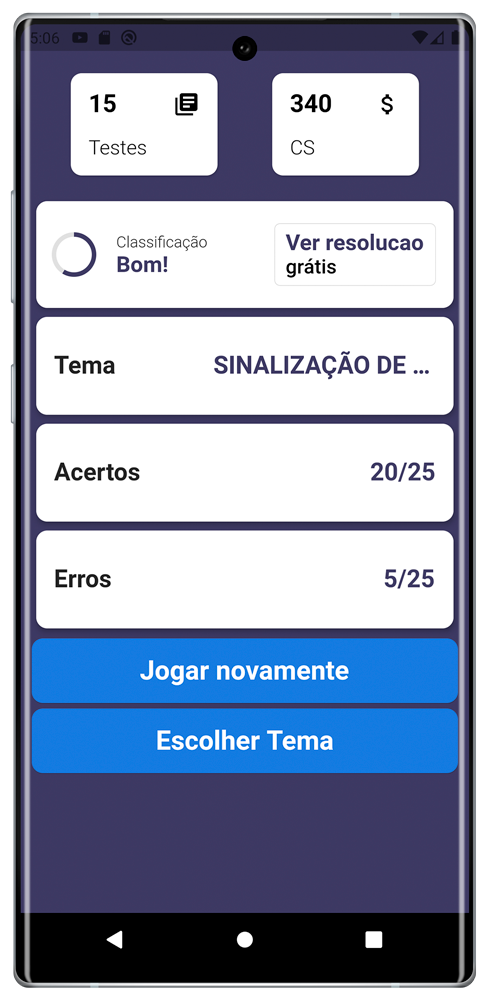 5:06
15
Testes
340
$
CS
Classificação
Bom!
Ver resolucao
grátis
Tema
SINALIZAÇÃO DE ...
Acertos
20/25
Erros
5/25
Jogar novamente
Escolher Tema